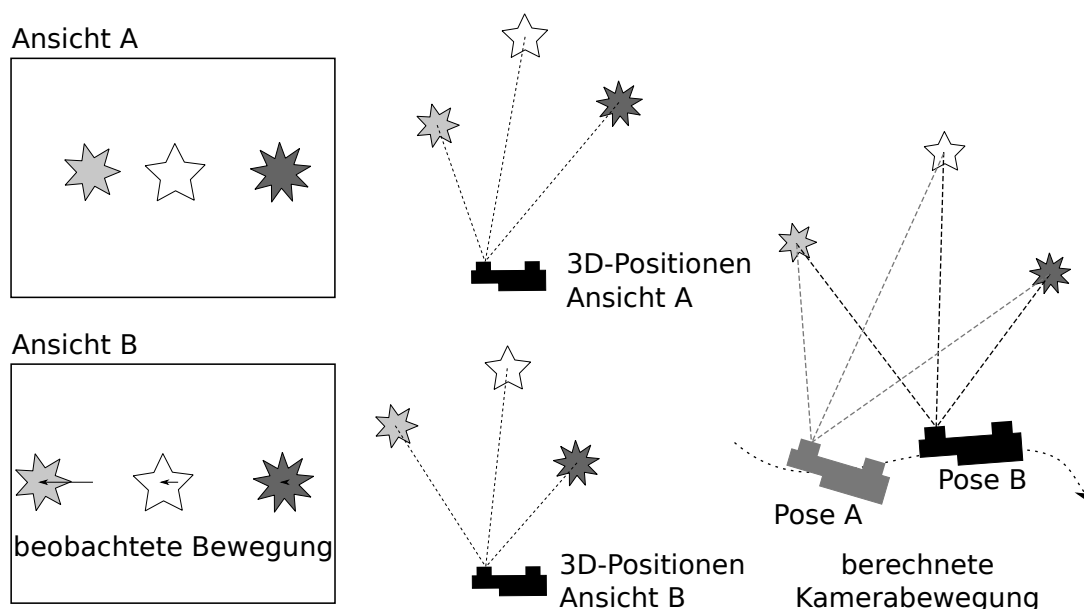 Ansicht A
3D-Positionen
Ansicht A
Ansicht B
beobachtete Bewegung
3D-Positionen
Ansicht B
Pose A
Pose B
berechnete
Kamerabewegung